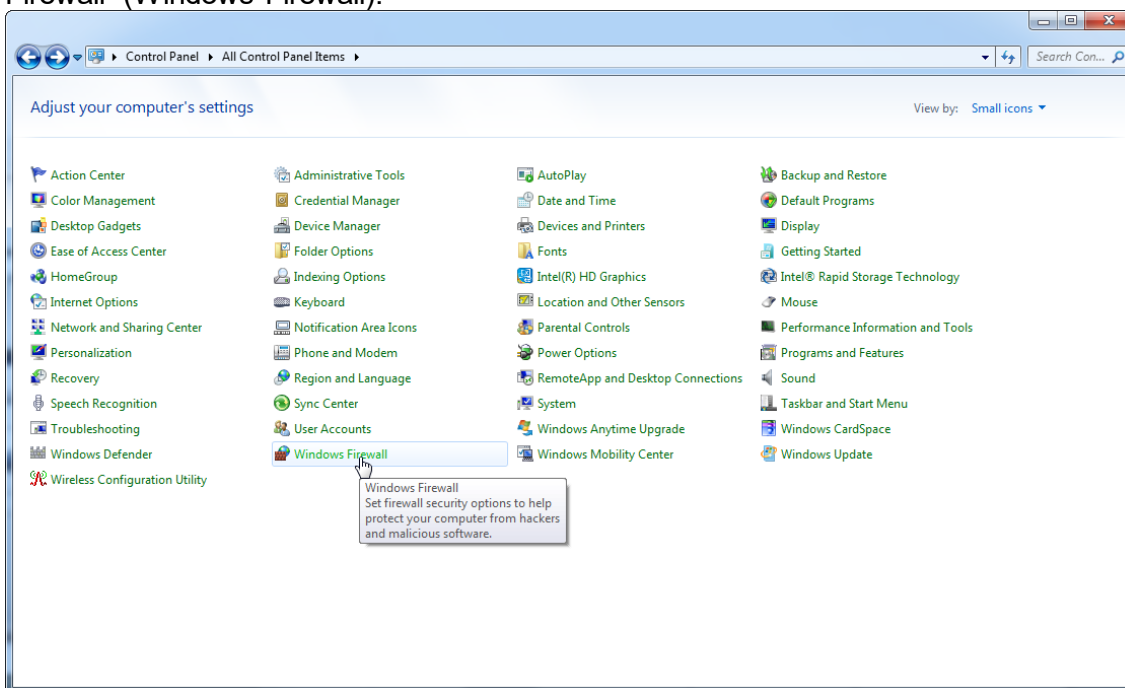 Firewall" (Windows Firewall).
Control Panel All Control Panel Items
Search Con...
Adjust your computer's settings
View by: Small icons
Action Center Administrative Tools AutoPlay Backup and Restore
Color Management Credential Manager Date and Time Default Programs
Desktop Gadgets Device Manager Devices and Printers Display
Ease of Access Center Folder Options Fonts Getting Started
HomeGroup Indexing Options Intel(R) HD Graphics Intel® Rapid Storage Technology
Internet Options Keyboard Location and Other Sensors Mouse
Network and Sharing Center Notification Area Icons Parental Controls Performance Information and Tools
Personalization Phone and Modem Power Options Programs and Features
Recovery Region and Language RemoteApp and Desktop Connections Sound
Speech Recognition Sync Center System Taskbar and Start Menu
Troubleshooting User Accounts Windows Anytime Upgrade Windows CardSpace
Windows Defender Windows Firewall Windows Mobility Center Windows Update
Wireless Configuration Utility
Windows Firewall
Set firewall security options to help
protect your computer from hackers
and malicious software.